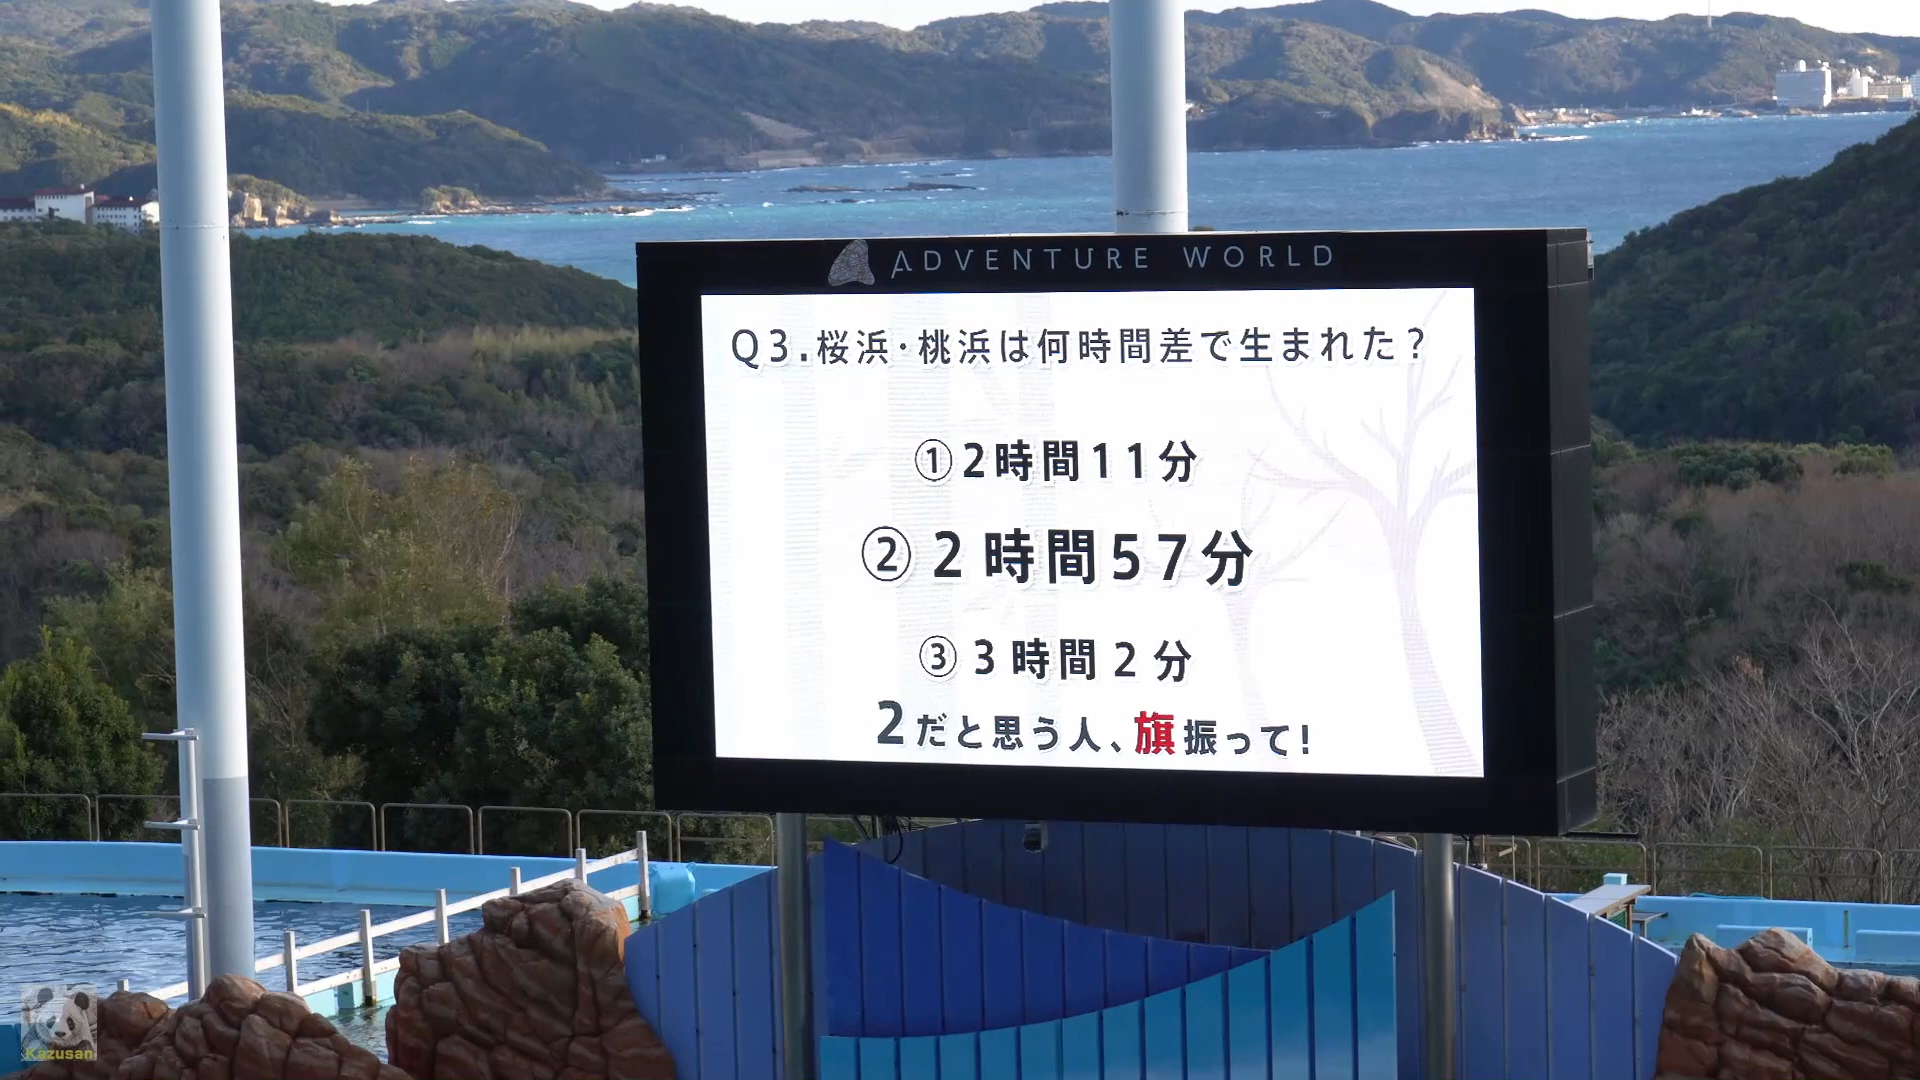 ADVENTURE WORLD
Q3.桜浜・桃浜は何時間差で生まれた?
①2時間11分
②2時間57分
③3時間2分
2だと思う人、旗振って!
Kazusan